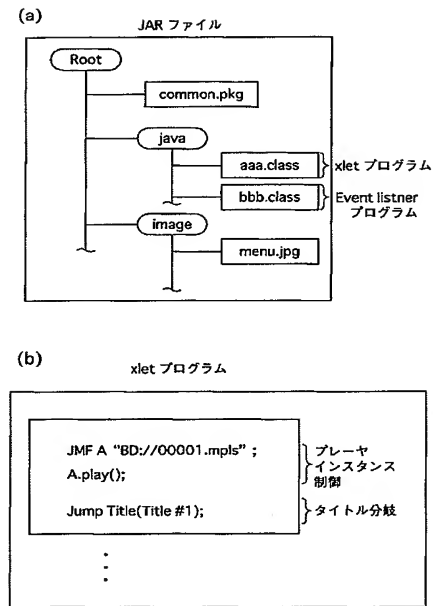 (a)
JAR ファイル
Root
common.pkg
java
aaa.class
xlet プログラム
bbb.class
Event listner
プログラム
image
menu.jpg
(b)
xlet プログラム
JMF A “BD://00001.mpls” ;
A.play();
プレーヤ
インスタンス
制御
Jump Title(Title #1);
タイトル分岐